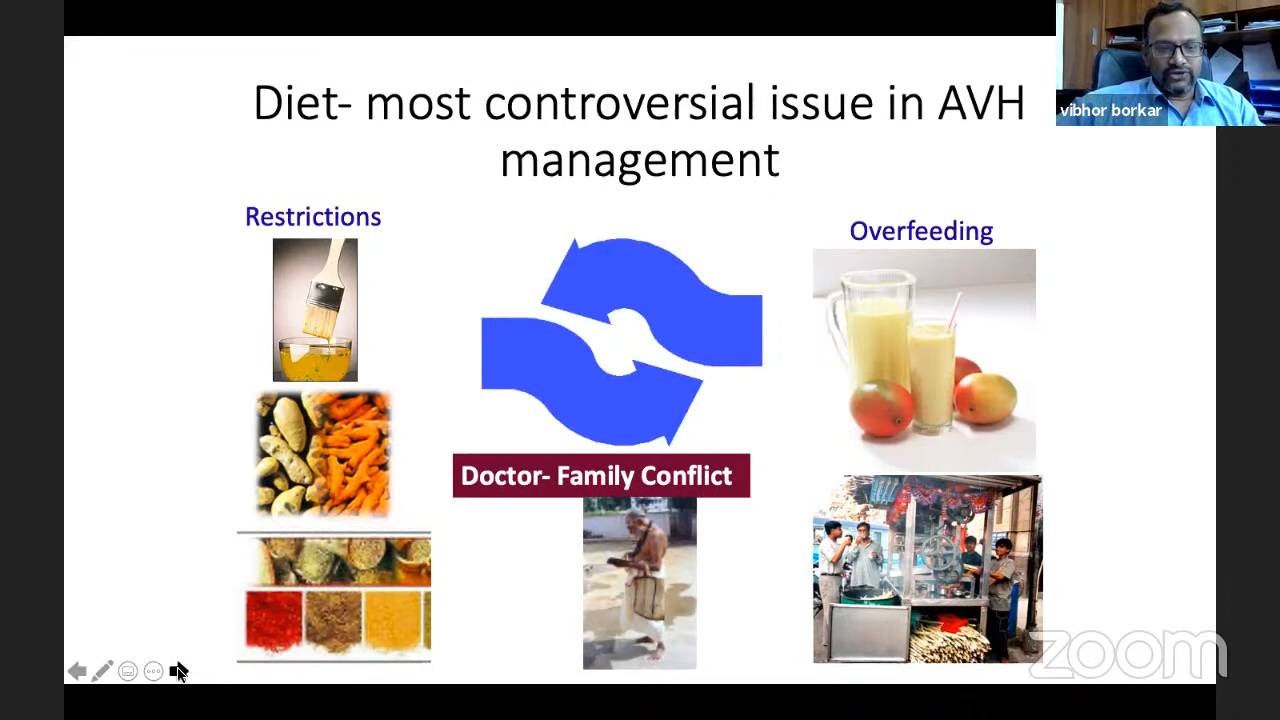 Diet- most controversial issue in AVH
management
vibhor borkar
Restrictions
Overfeeding
Doctor- Family Conflict
zoom